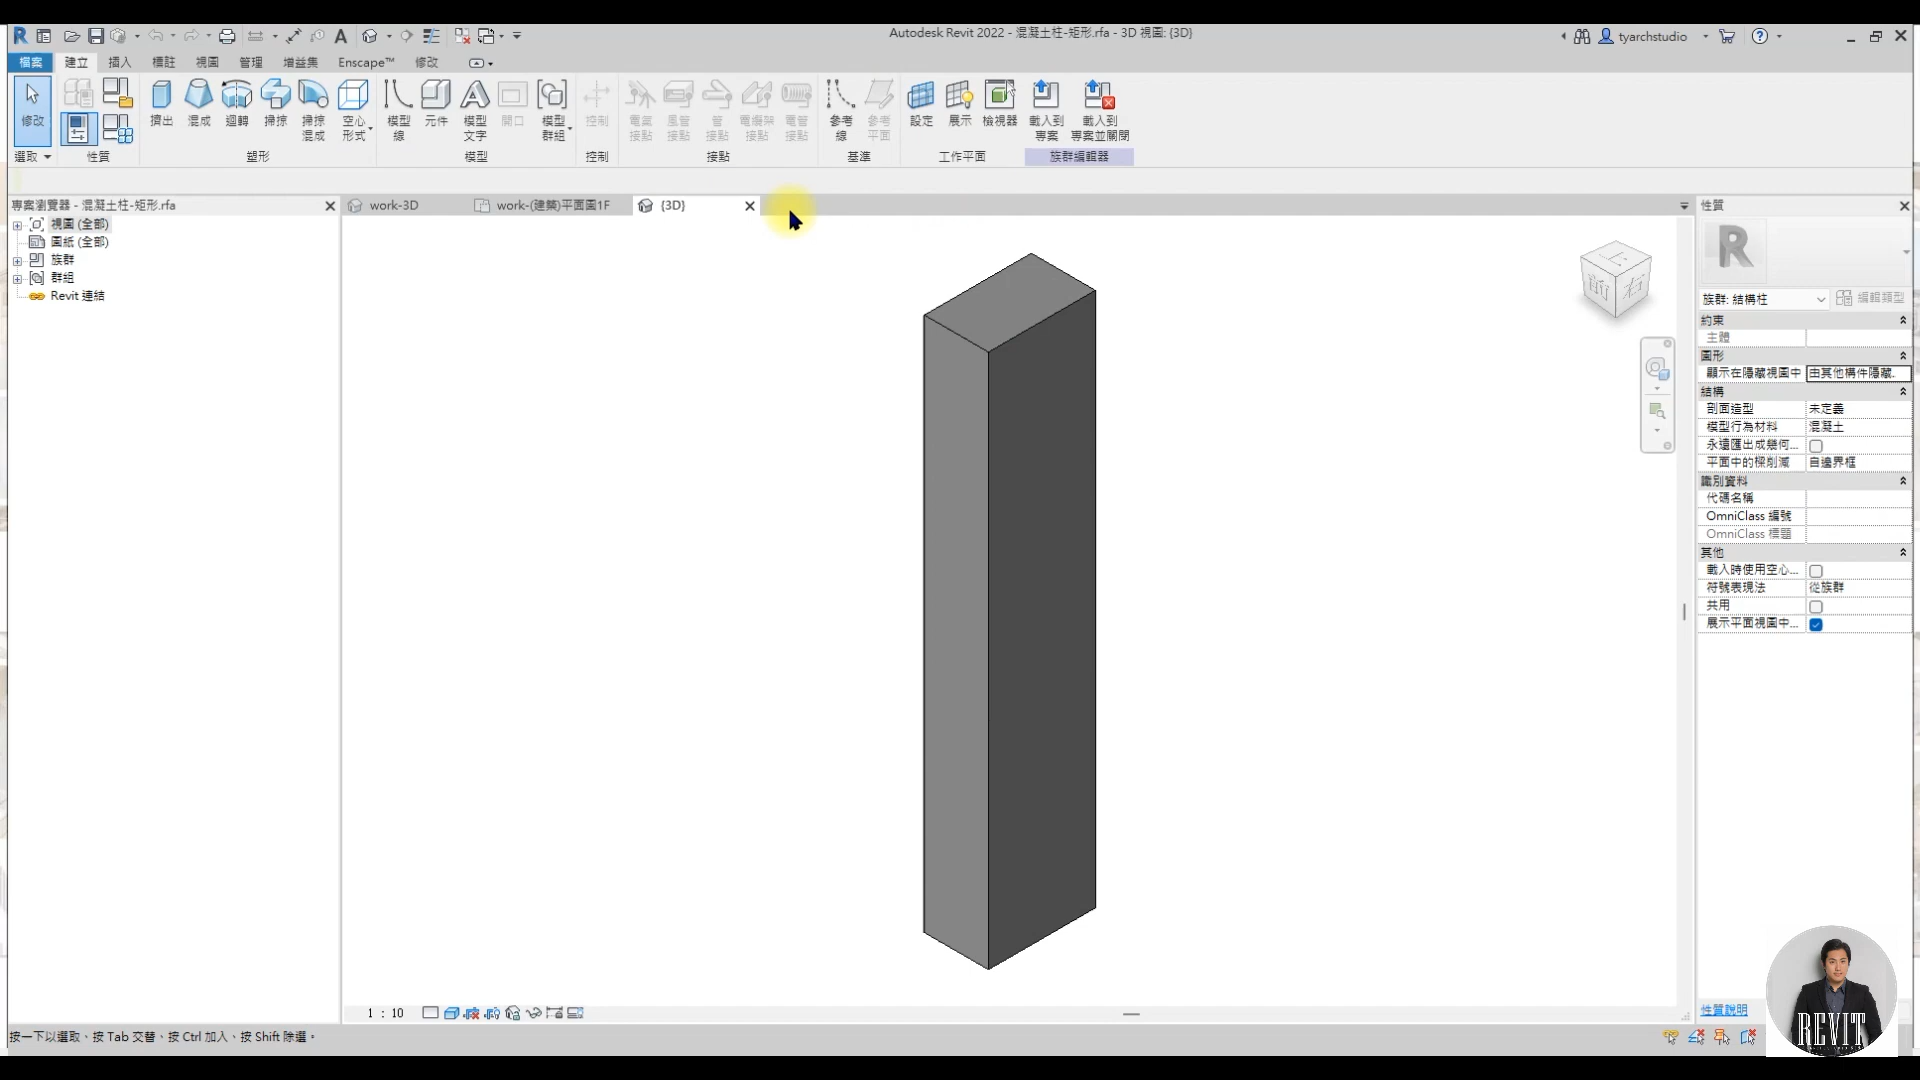 Autodesk Revit 2022 - 混凝土柱-矩形.rfa - 3D 視圖: {3D}
tyarchstudio
檔案 建立 插入 標註 視圖 管理 增益集 Enscape™ 修改
修改 擠出 混成 迴轉 掃掠 掃掠混成 空心形式 模型線 元件 模型文字 開口 模型群組 控制 電氣接點 風管接點 管接點 電纜架接點 電管接點 參考線 參考平面 設定 展示 檢視器 載入到專案 載入到專案並關閉
選取 性質 塑形 模型 控制 接點 基準 工作平面 族群編輯器
專案瀏覽器 - 混凝土柱-矩形.rfa
視圖 (全部)
圖紙 (全部)
族群
群組
Revit 連結
work-3D work-(建築)平面圖1F {3D}
上
前 右
性質
R
族群: 結構柱 編輯類型
約束
主體
圖形
顯示在隱藏視圖中 由其他構件隱藏...
結構
剖面造型 未定義
模型行為材料 混凝土
永遠匯出成幾何...
平面中的樑削減 自邊界框
識別資料
代碼名稱
OmniClass 編號
OmniClass 標題
其他
載入時使用空心...
符號表現法 從族群
共用
展示平面視圖中...
性質說明
1 : 10
按一下以選取、按 Tab 交替、按 Ctrl 加入、按 Shift 除選。
REVIT